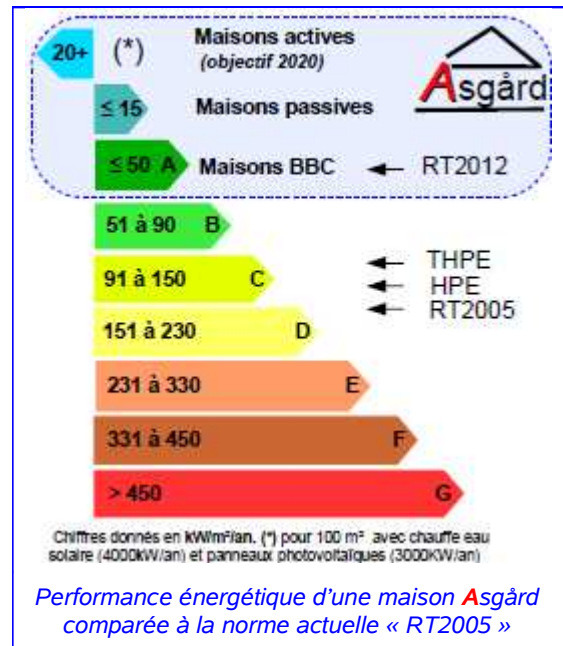 20+ (*) Maisons actives
(objectif 2020)
Asgård
≤ 15 Maisons passives
≤ 50 A Maisons BBC RT2012
51 à 90 B
THPE
91 à 150 C HPE
RT2005
151 à 230 D
231 à 330 E
331 à 450 F
> 450 G
Chiffres donnés en kW/m²/an. (*) pour 100 m² avec chauffe eau
solaire (4000kW/an) et panneaux photovoltaïques (3000KW/an)
Performance énergétique d'une maison Asgård
comparée à la norme actuelle « RT2005 »